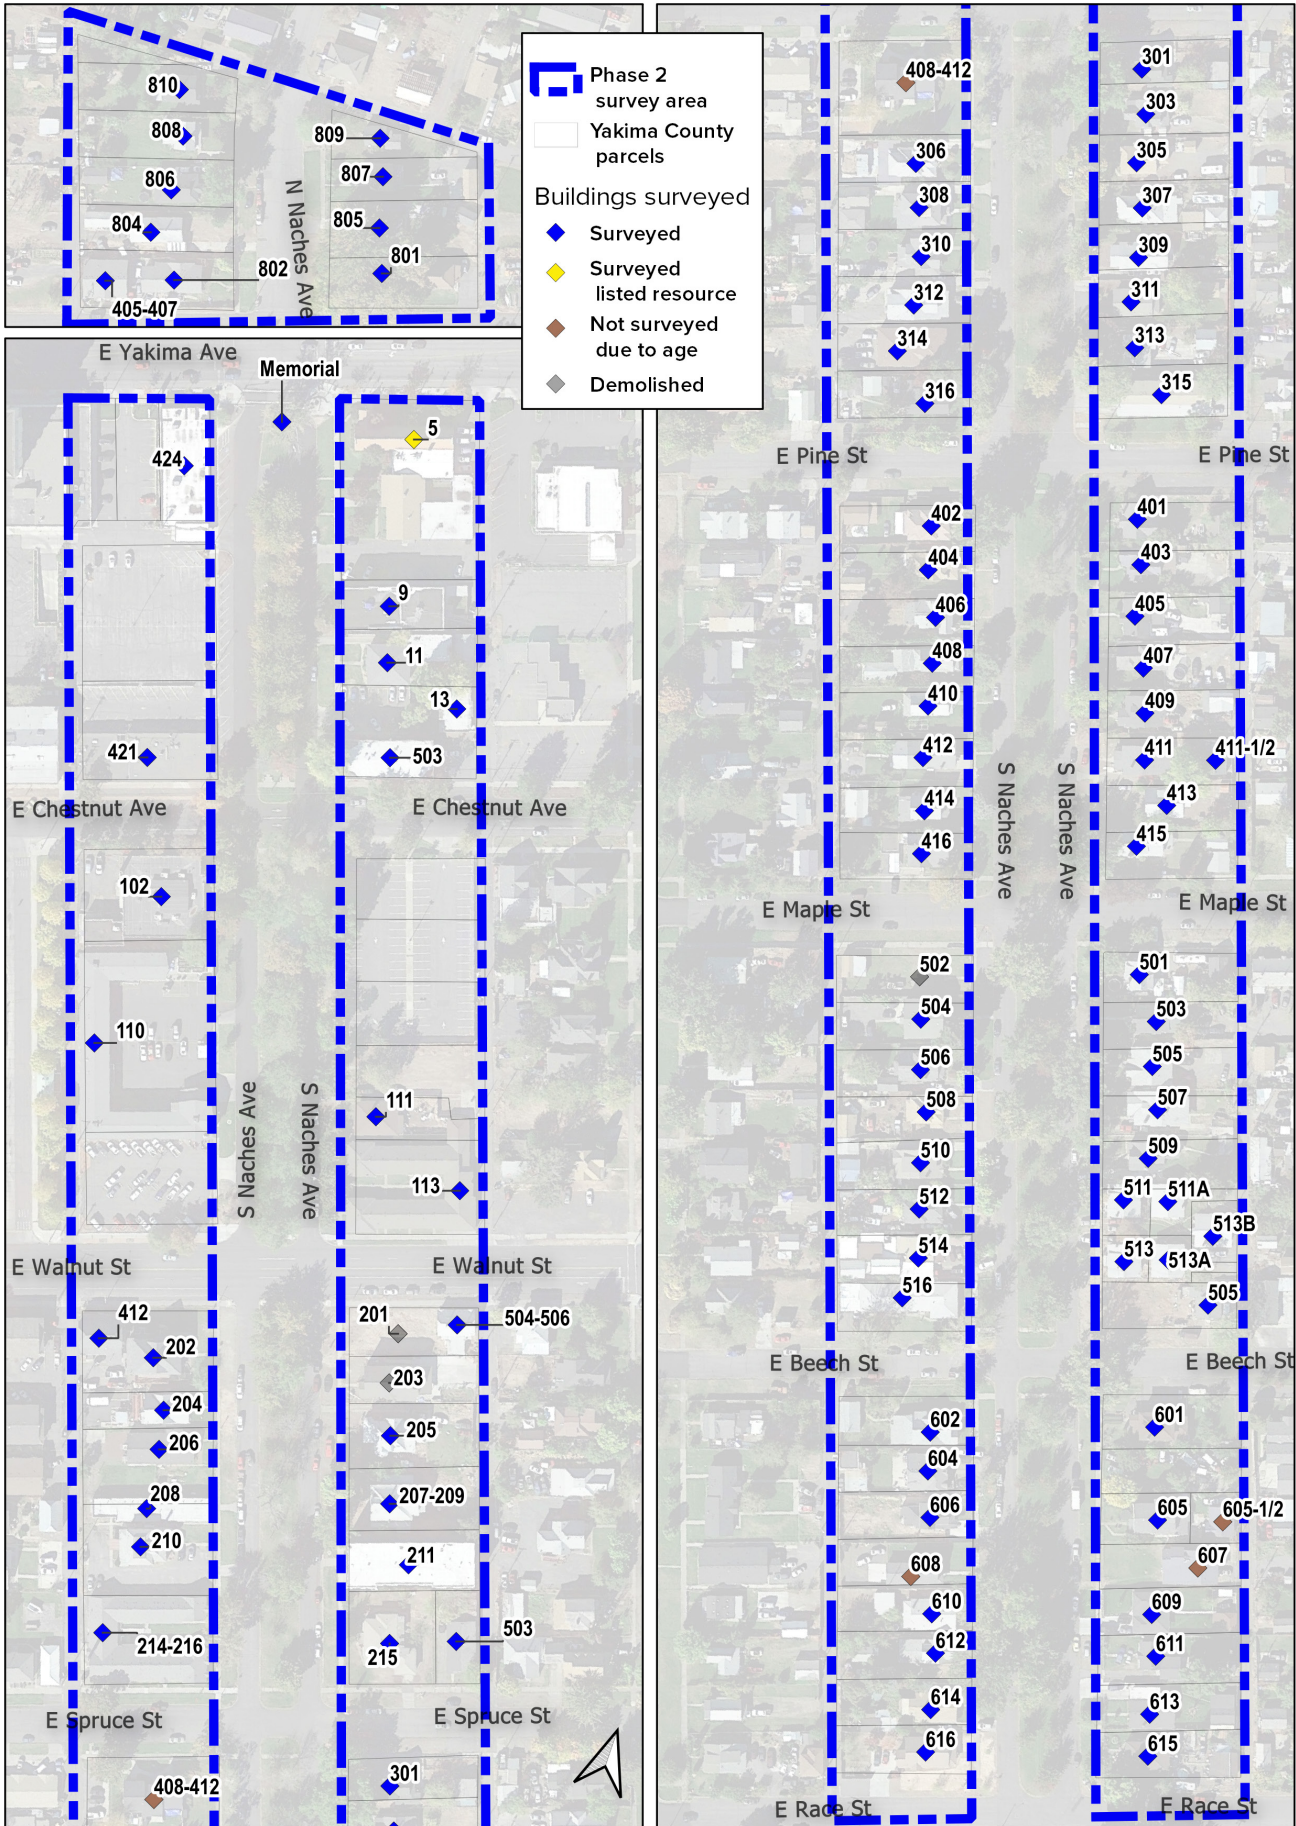 810
808
806
804
802
405-407
N Naches Ave
809
807
805
801
Phase 2
survey area
Yakima County
parcels
Buildings surveyed
Surveyed
Surveyed
listed resource
Not surveyed
due to age
Demolished
E Yakima Ave
Memorial
424
5
9
11
13
421
503
E Chestnut Ave
E Chestnut Ave
102
110
111
113
S Naches Ave
S Naches Ave
E Walnut St
E Walnut St
412
202
204
206
208
210
214-216
201
504-506
203
205
207-209
211
215
503
E Spruce St
E Spruce St
408-412
301
408-412
306
308
310
312
314
316
301
303
305
307
309
311
313
315
E Pine St
E Pine St
402
404
406
408
410
412
414
416
401
403
405
407
409
411
411-1/2
413
415
S Naches Ave
S Naches Ave
E Maple St
E Maple St
502
504
506
508
510
512
514
516
501
503
505
507
509
511
511A
513B
513
513A
505
E Beech St
E Beech St
602
604
606
608
610
612
614
616
601
605
605-1/2
607
609
611
613
615
E Race St
E Race St